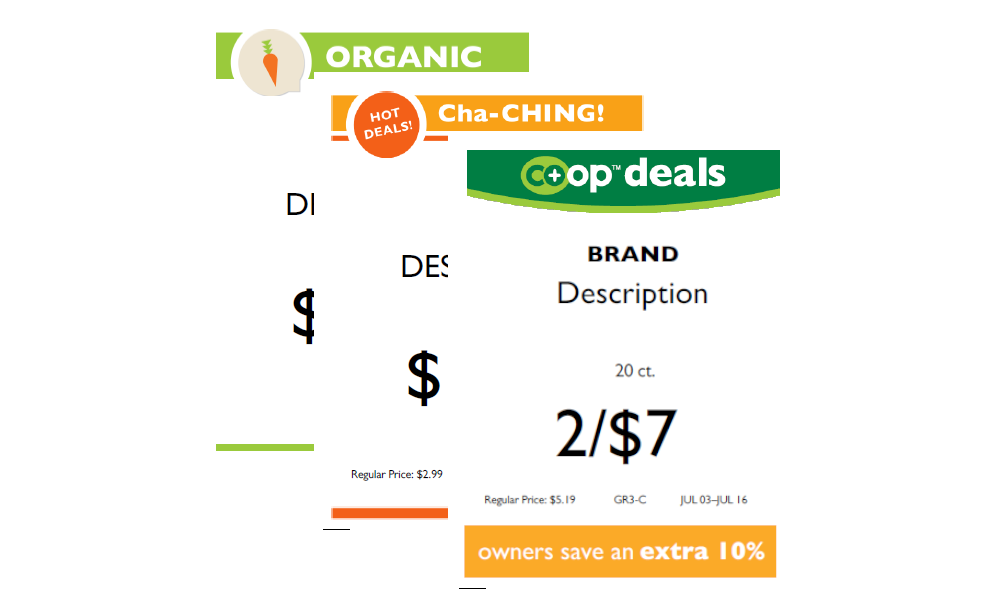 ORGANIC
HOT
DEALS!
Cha-CHING!
co+op™ deals
DES
$
Regular Price: $2.99
BRAND
Description
20 ct.
2/$7
Regular Price: $5.19 GR3-C JUL 03–JUL 16
owners save an extra 10%